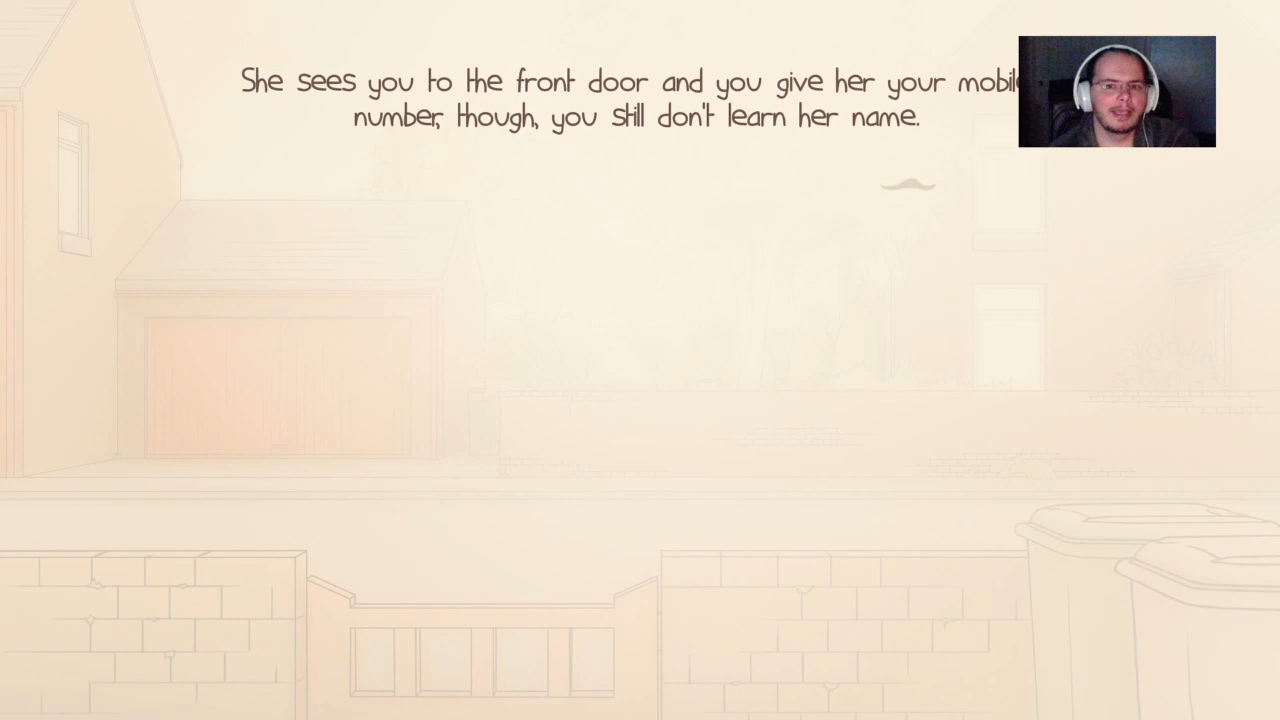 She sees you to the front door and you give her your
number, though, you still don't learn her name.